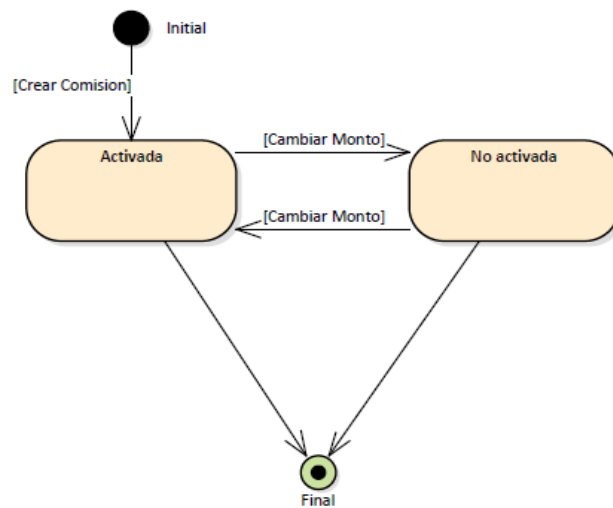 Initial
[Crear Comision]
Activada
[Cambiar Monto]
No activada
[Cambiar Monto]
Final